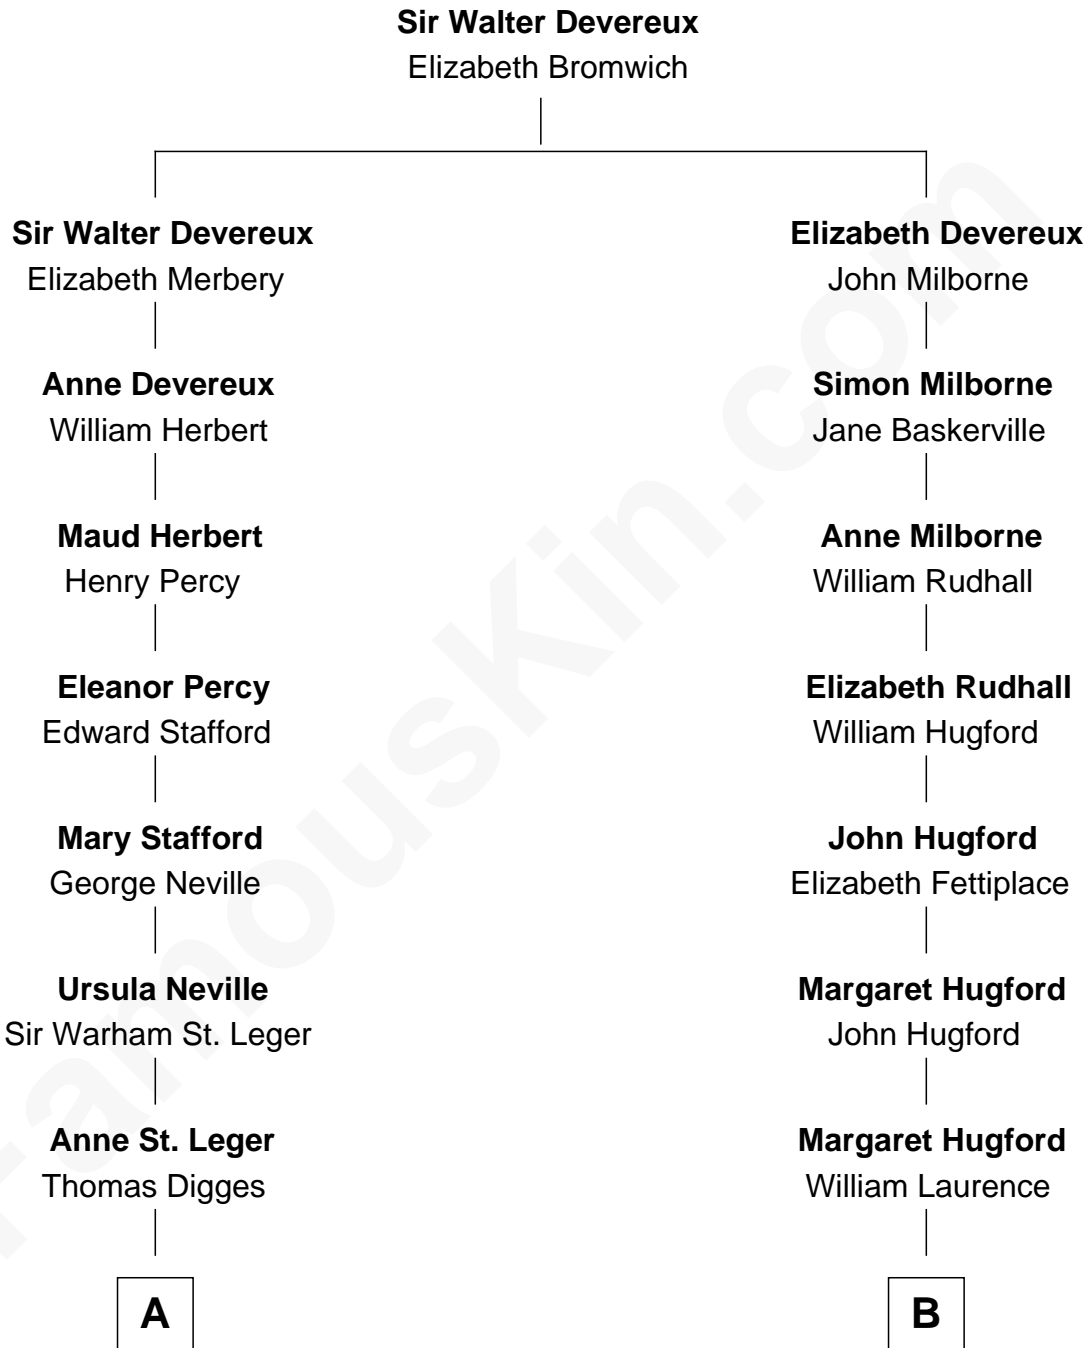 Sir Walter Devereux
Elizabeth Bromwich
Sir Walter Devereux
Elizabeth Merbery
Anne Devereux
William Herbert
Maud Herbert
Henry Percy
Eleanor Percy
Edward Stafford
Mary Stafford
George Neville
Ursula Neville
Sir Warham St. Leger
Anne St. Leger
Thomas Digges
A
Elizabeth Devereux
John Milborne
Simon Milborne
Jane Baskerville
Anne Milborne
William Rudhall
Elizabeth Rudhall
William Hugford
John Hugford
Elizabeth Fettiplace
Margaret Hugford
John Hugford
Margaret Hugford
William Laurence
B
FamousKin.com